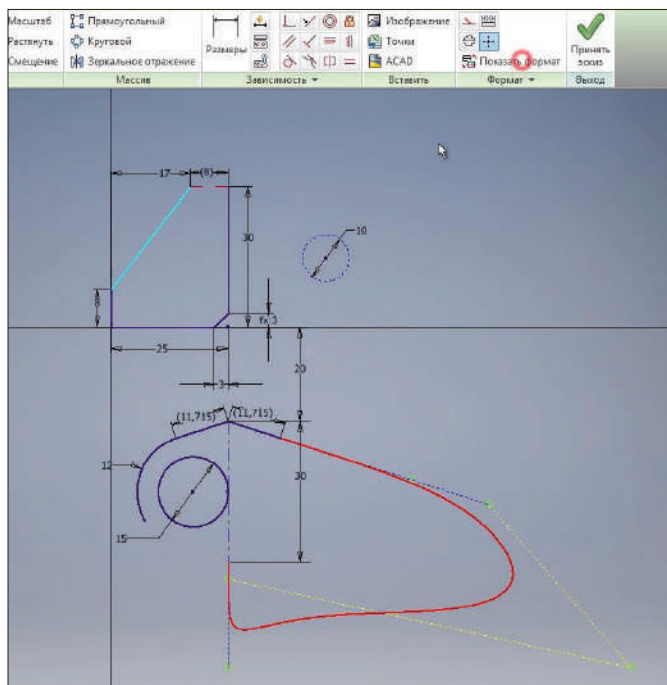 Масштаб Прямоугольный Изображение
Растянуть Круговой Размеры Точки Принять эскиз
Смещение Зеркальное отражение ACAD Показать формат
Массив Зависимость Вставить Формат Выход
17 (8)
30
10
8
fx:3
25
3
20
(11,715) (11,715)
12
30
15